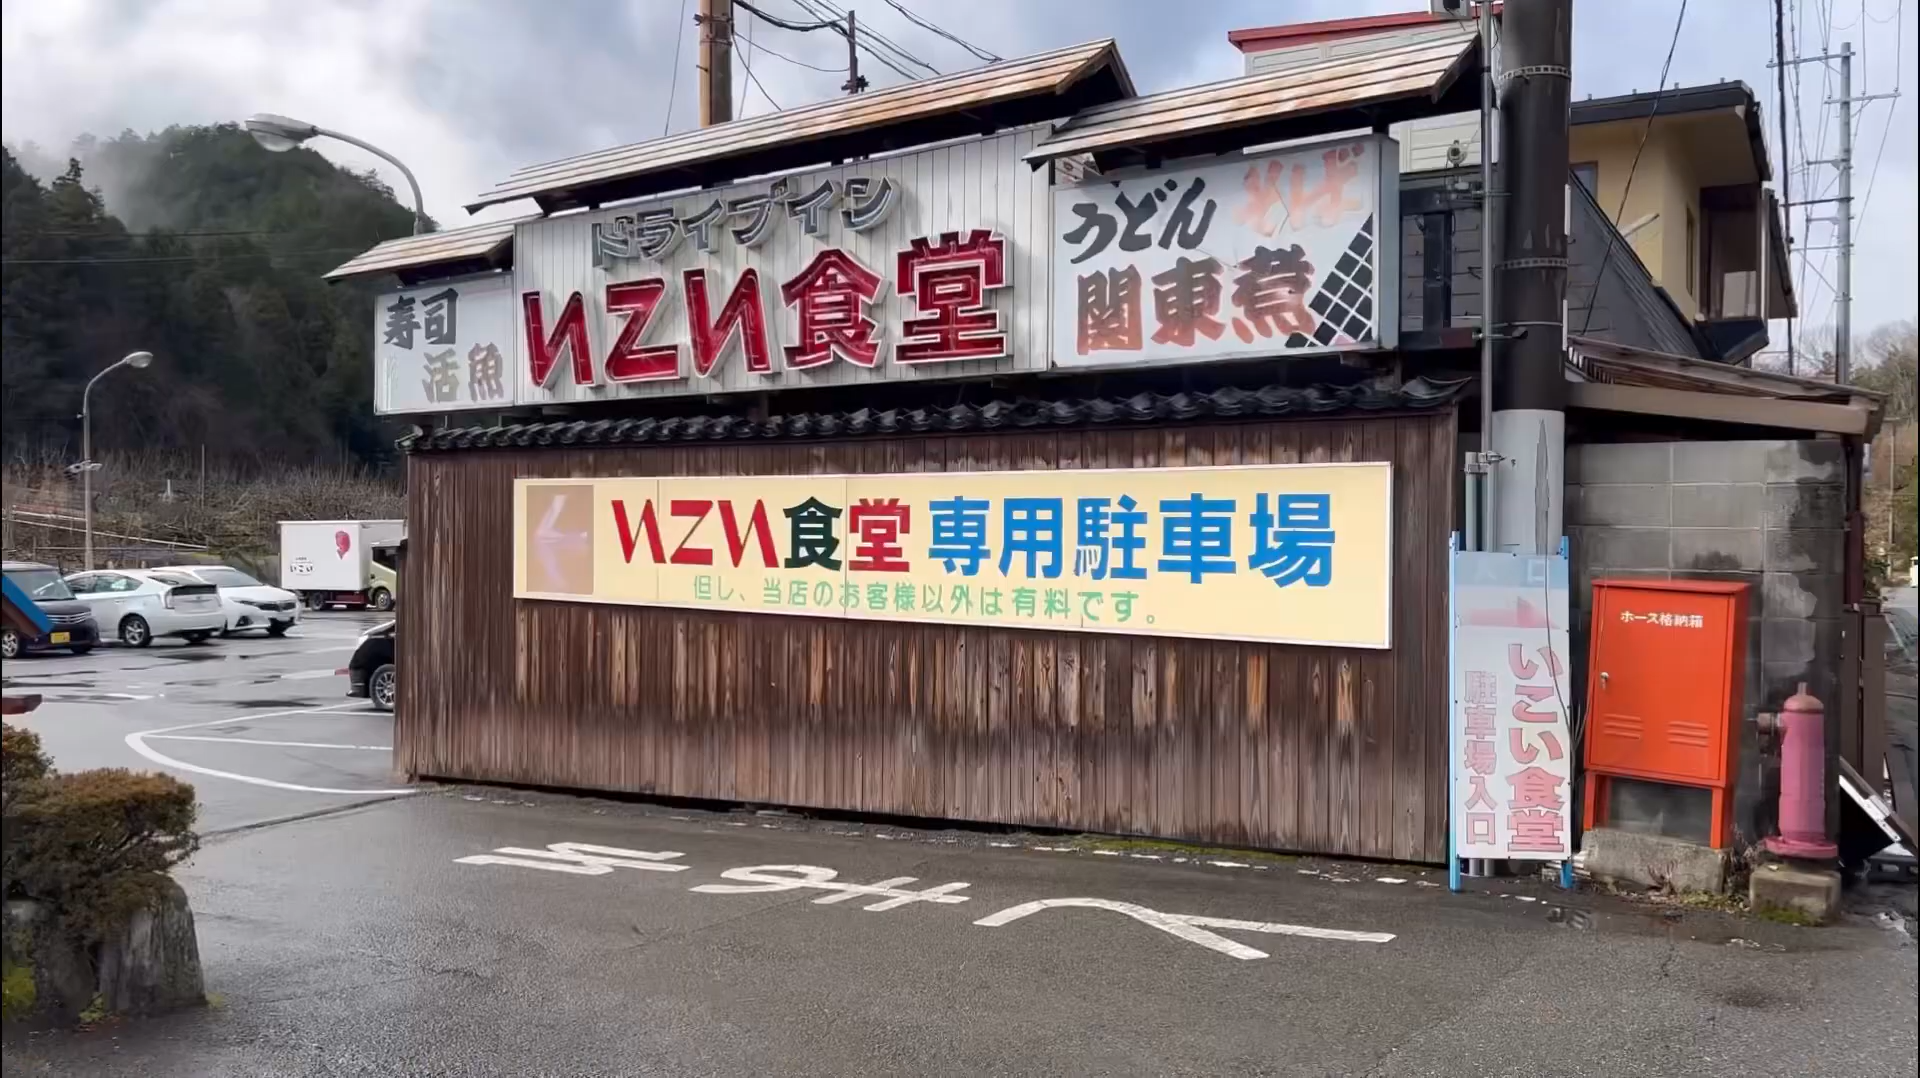 ドライブイン
いこい食堂
寿司
活魚
うどん そば
関東煮
いこい食堂専用駐車場
但し、当店のお客様以外は有料です。
いこい
いこい食堂
駐車場入口
ホース格納箱